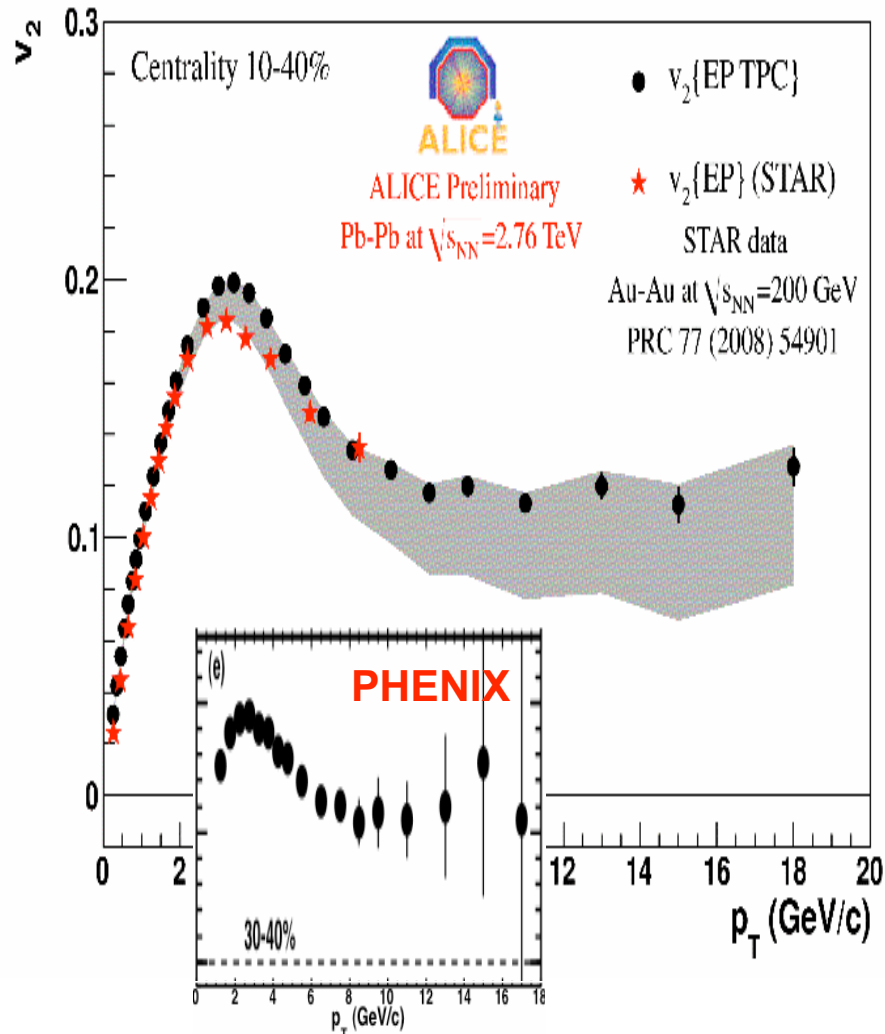 v2
0.3
Centrality 10-40%
ALICE
ALICE Preliminary
Pb-Pb at √sNN=2.76 TeV
v2{EP TPC}
v2{EP} (STAR)
STAR data
Au-Au at √sNN=200 GeV
PRC 77 (2008) 54901
0.2
0.1
0
(e)
PHENIX
30-40%
0 2 4 6 8 10 12 14 16 18
pT (GeV/c)
0 2 12 14 16 18 20
pT (GeV/c)